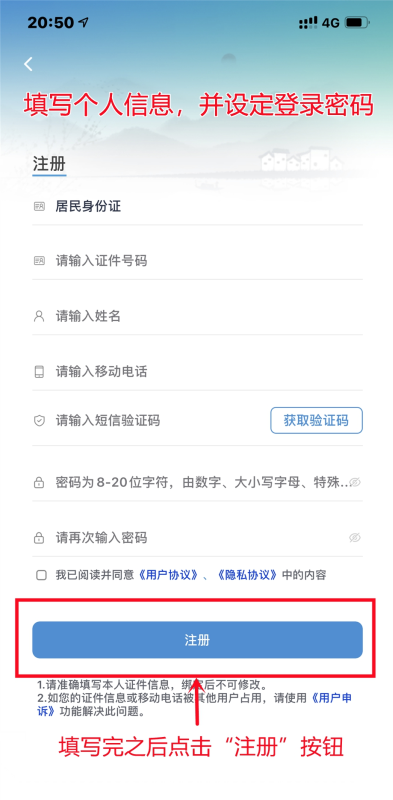 20:50
4G
填写个人信息，并设定登录密码
注册
居民身份证
请输入证件号码
请输入姓名
请输入移动电话
请输入短信验证码
获取验证码
密码为8-20位字符，由数字、大小写字母、特殊...
请再次输入密码
我已阅读并同意《用户协议》、《隐私协议》中的内容
注册
1.请准确填写本人证件信息，绑定后不可修改。
2.如您的证件信息或移动电话被其他用户占用，请使用《用户申
诉》功能解决此问题。
填写完之后点击“注册”按钮